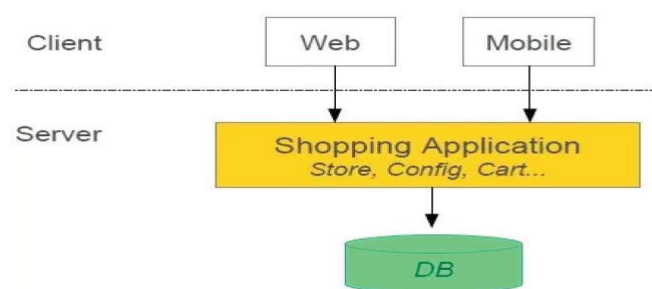 Client
Web
Mobile
Server
Shopping Application
Store, Config, Cart...
DB